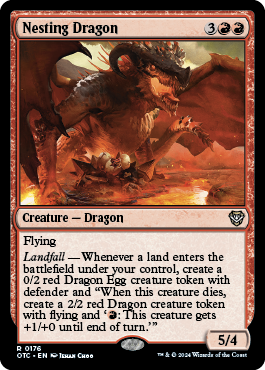 Nesting Dragon 3
Creature — Dragon
Flying
Landfall — Whenever a land enters the
battlefield under your control, create a
0/2 red Dragon Egg creature token with
defender and “When this creature dies,
create a 2/2 red Dragon creature token
with flying and ‘: This creature gets
+1/+0 until end of turn.’”
5/4
R 0176
OTC • EN Jehan Choo
™ & © 2024 Wizards of the Coast